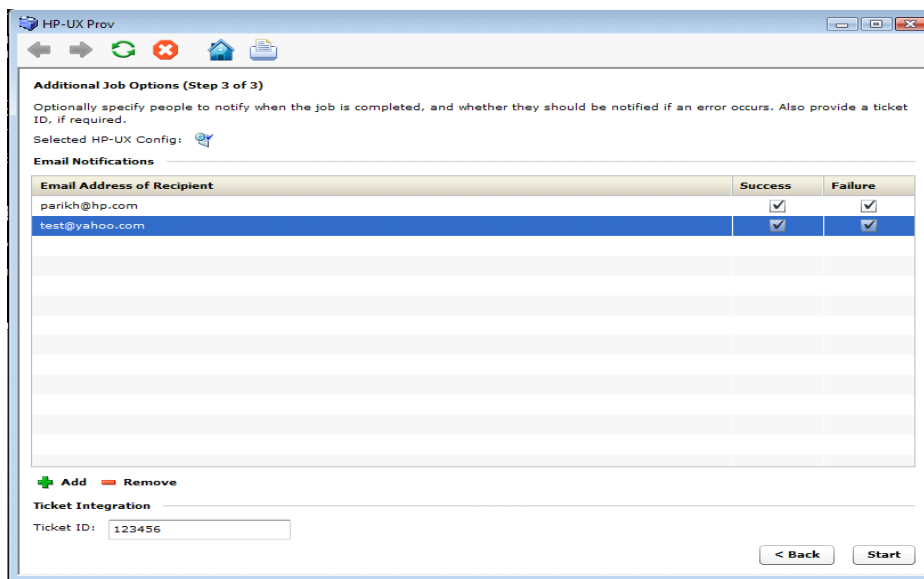 HP-UX Prov
Additional Job Options (Step 3 of 3)
Optionally specify people to notify when the job is completed, and whether they should be notified if an error occurs. Also provide a ticket
ID, if required.
Selected HP-UX Config:
Email Notifications
Email Address of Recipient Success Failure
parikh@hp.com
test@yahoo.com
Add Remove
Ticket Integration
Ticket ID: 123456
< Back Start